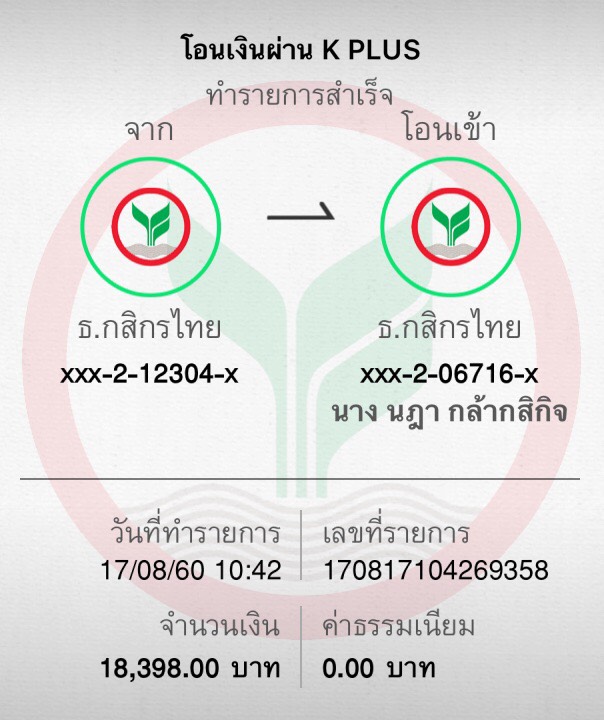 โอนเงินผ่าน K PLUS
ทำรายการสำเร็จ
จาก
โอนเข้า
ธ.กสิกรไทย
ธ.กสิกรไทย
xxx-2-12304-x
xxx-2-06716-x
นาง นฎา กล้ากสิกิจ
วันที่ทำรายการ
เลขที่รายการ
17/08/60 10:42
170817104269358
จำนวนเงิน
ค่าธรรมเนียม
18,398.00 บาท
0.00 บาท